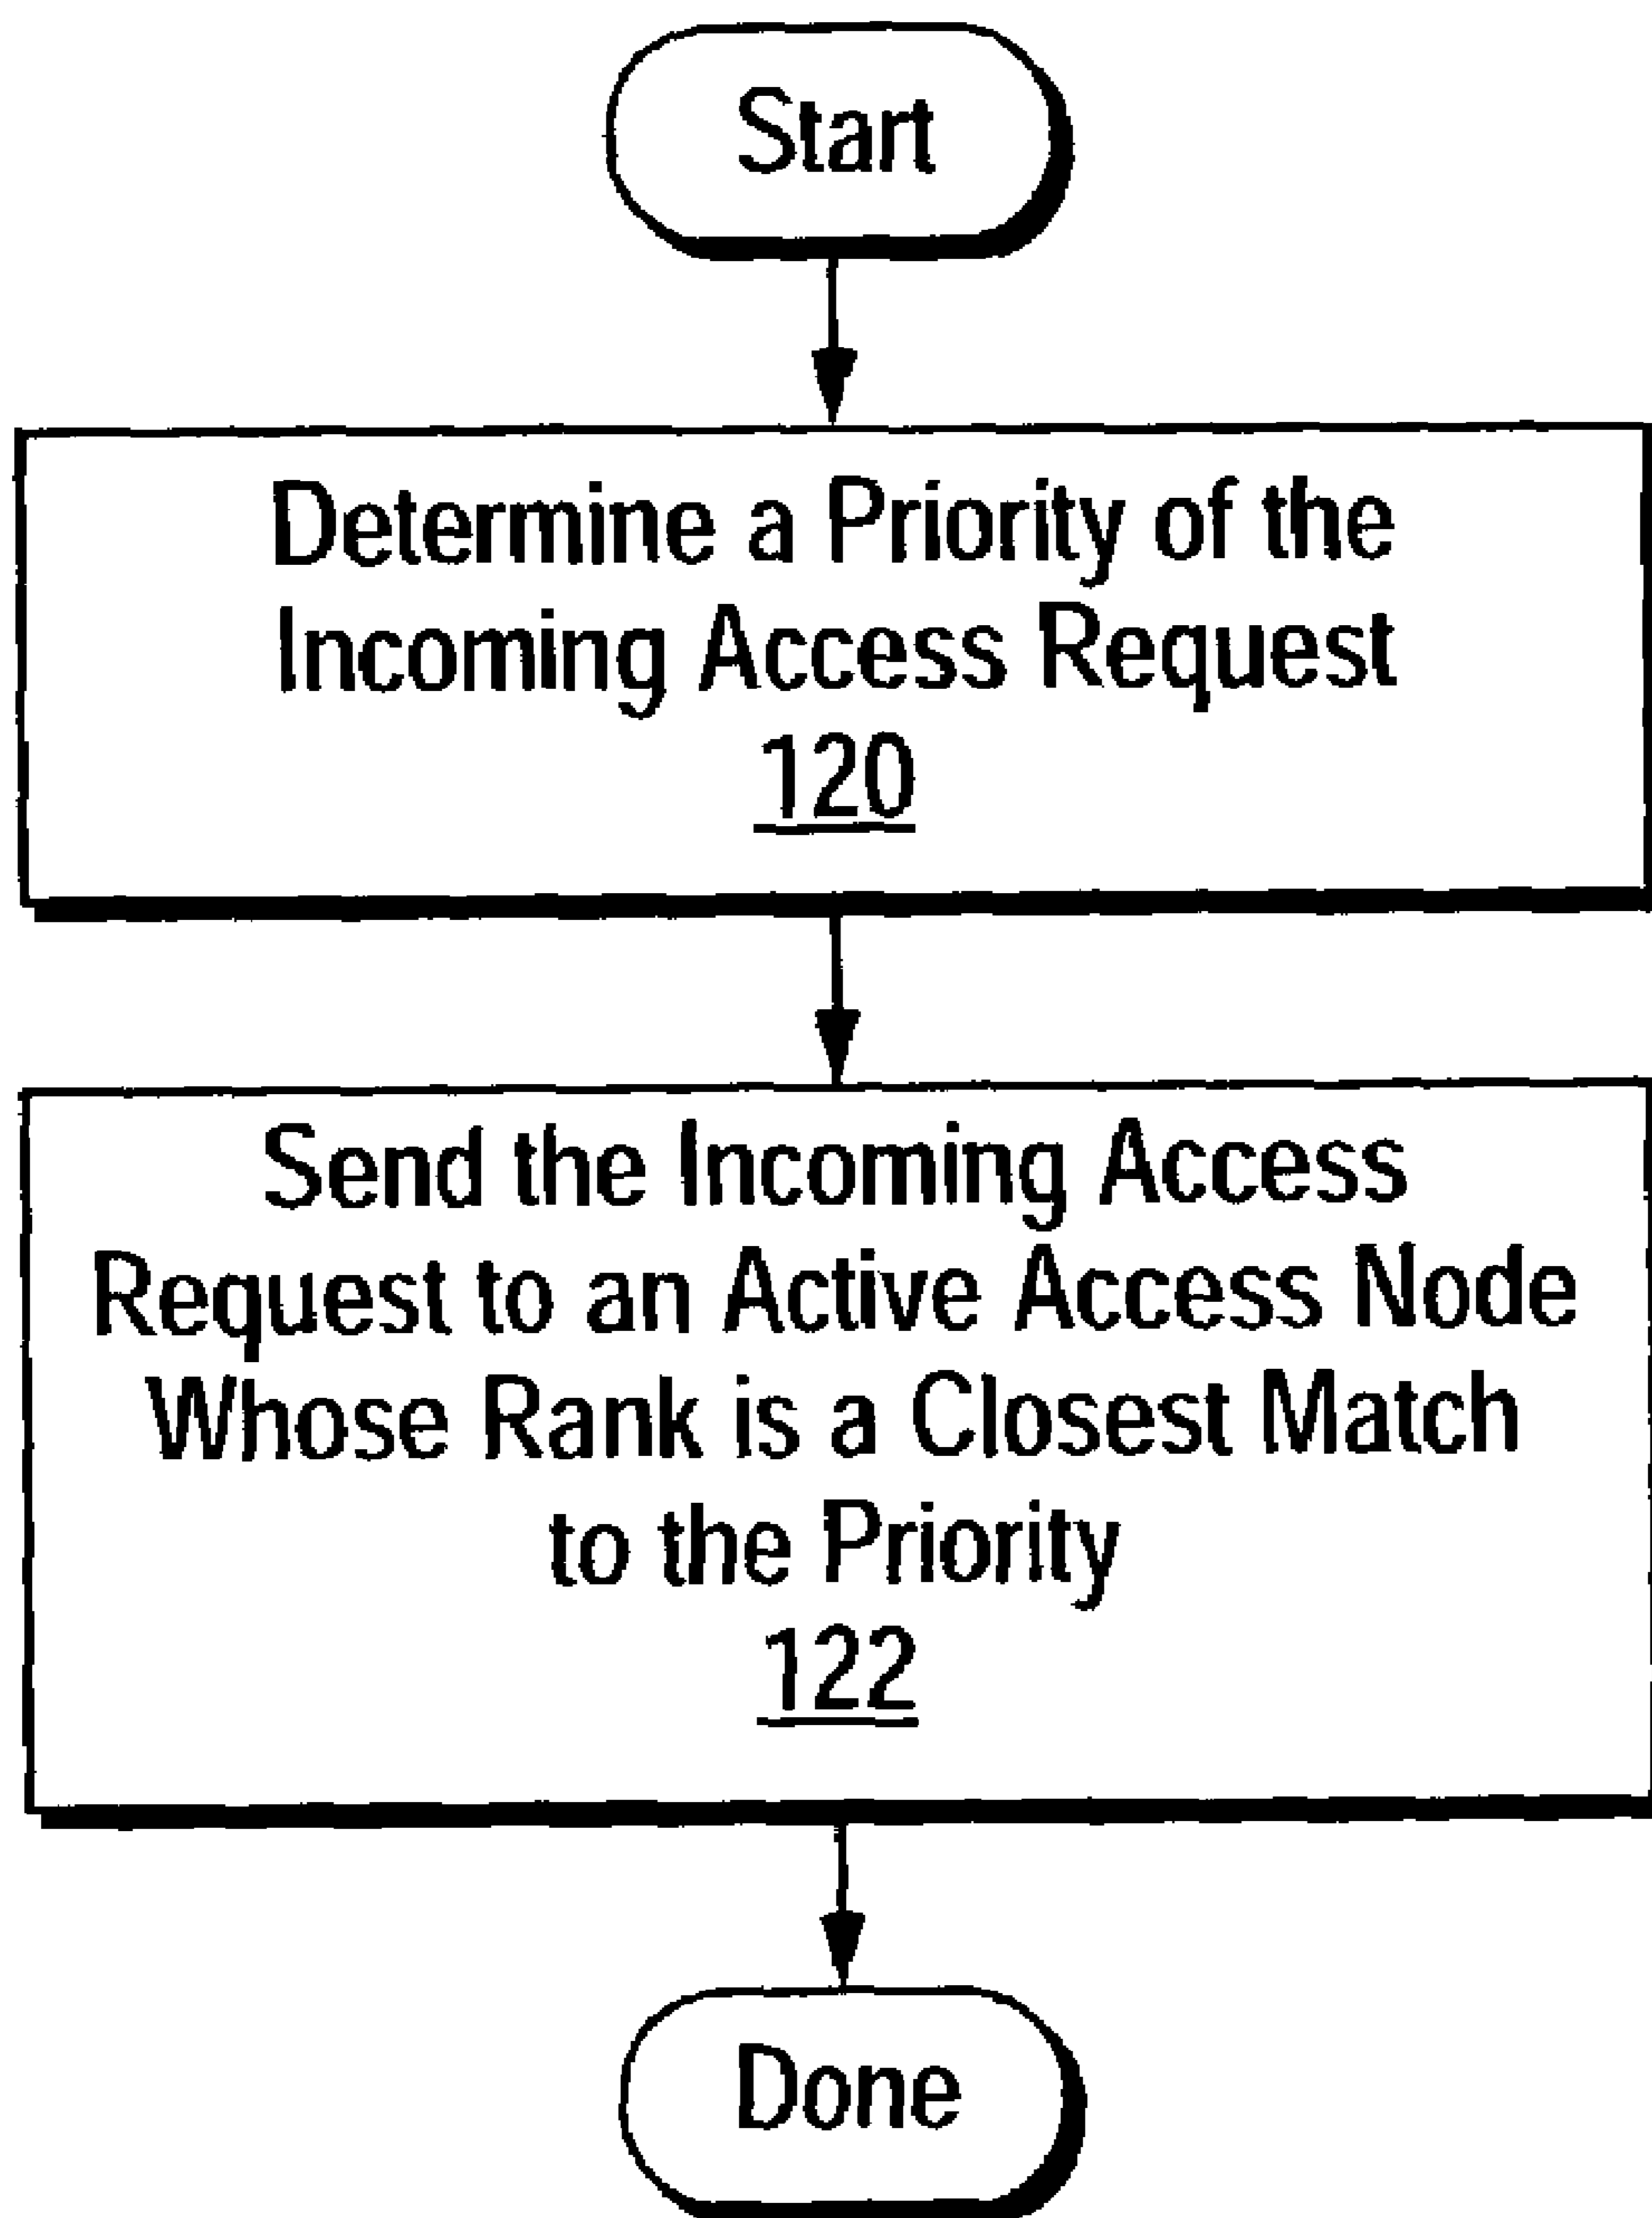 Start
Determine a Priority of the
Incoming Access Request
120
Send the Incoming Access
Request to an Active Access Node
Whose Rank is a Closest Match
to the Priority
122
Done